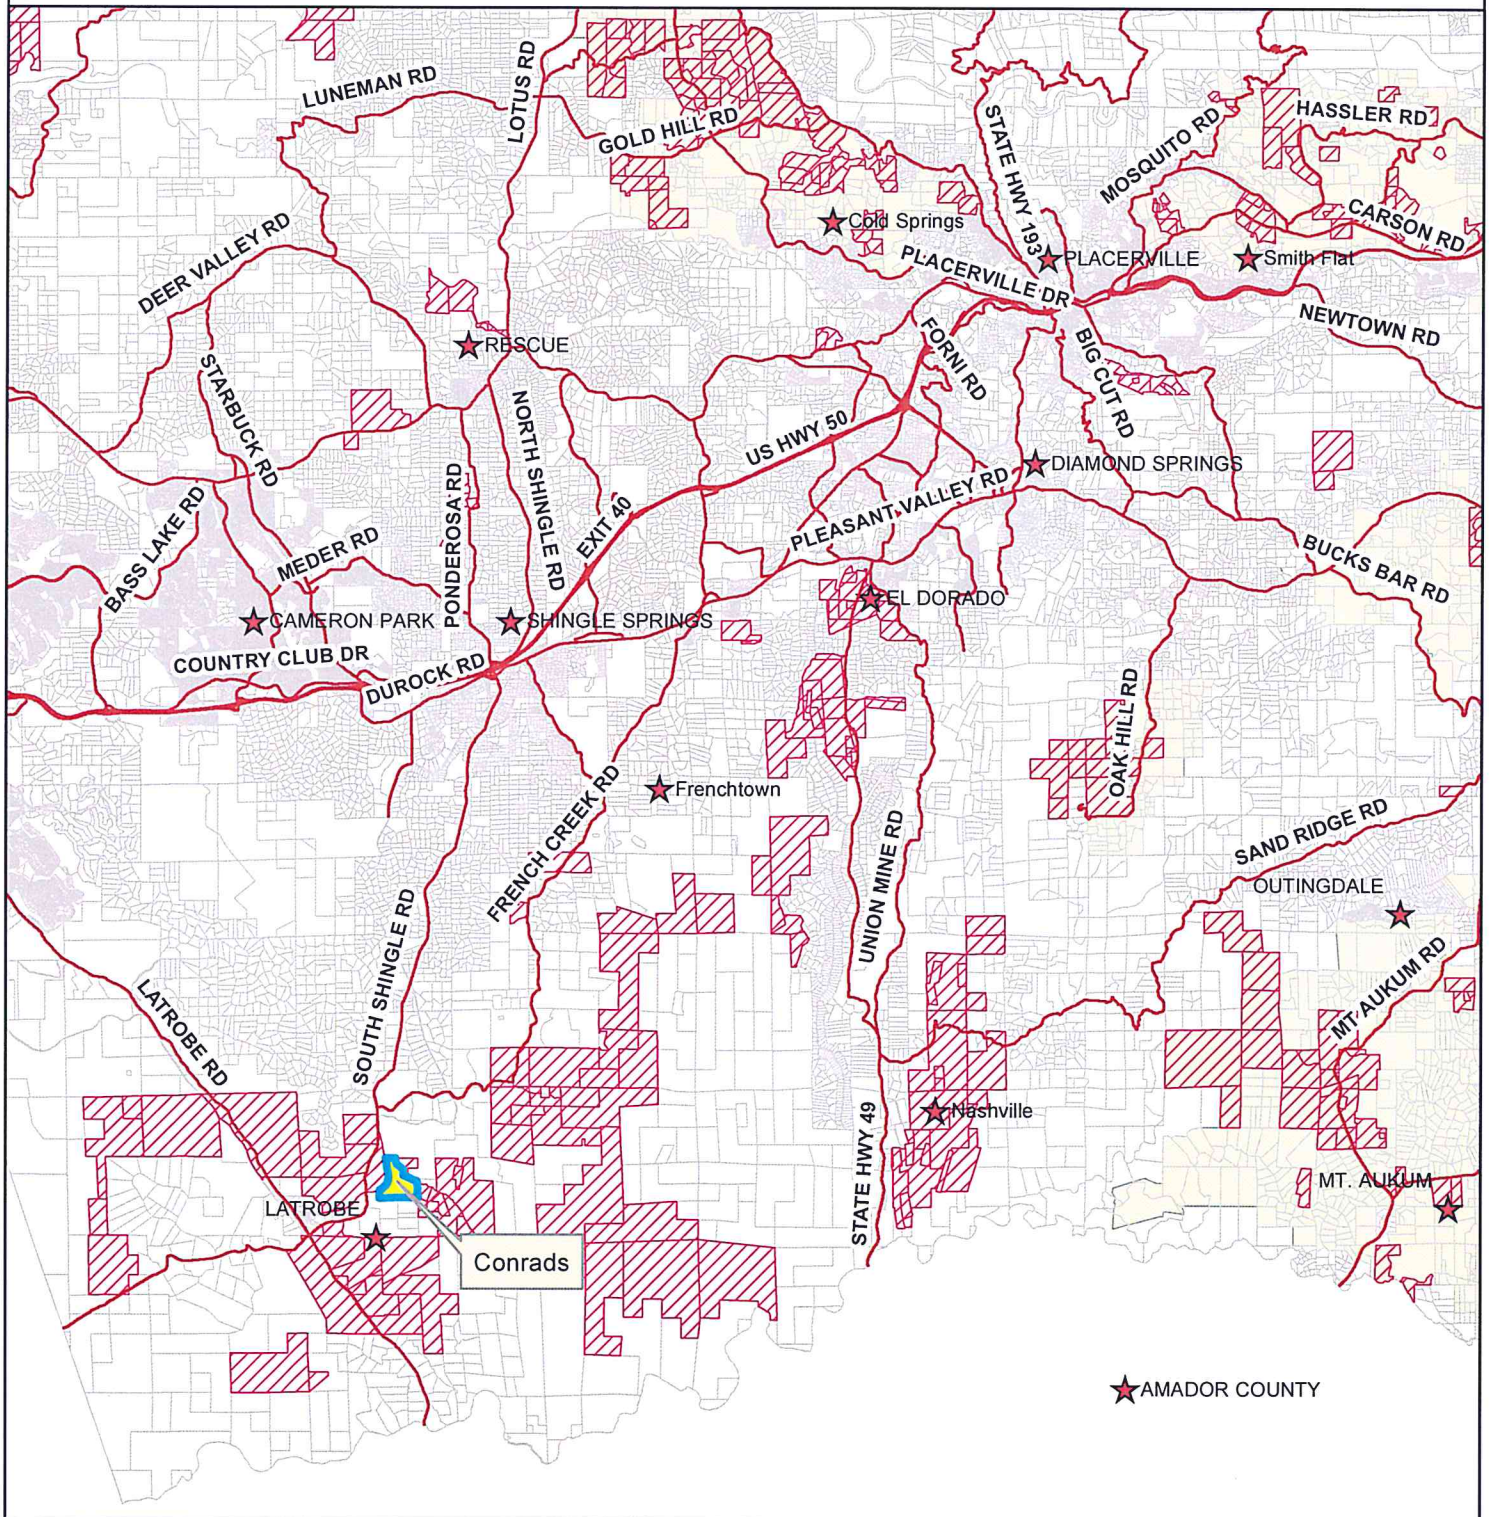 LUNEMAN RD
LOTUS RD
GOLD HILL RD
STATE HWY 193
MOSQUITO RD
HASSLER RD
CARSON RD
Cold Springs
PLACERVILLE
Smith Flat
DEER VALLEY RD
PLACERVILLE DR
NEWTOWN RD
RESCUE
FORNI RD
BIG CUT RD
STARBUCK RD
NORTH SHINGLE RD
US HWY 50
DIAMOND SPRINGS
PONDEROSA RD
EXIT 40
PLEASANT VALLEY RD
BASS LAKE RD
MEDER RD
BUCKS BAR RD
EL DORADO
CAMERON PARK
SHINGLE SPRINGS
COUNTRY CLUB DR
DUROCK RD
OAK HILL RD
Frenchtown
FRENCH CREEK RD
UNION MINE RD
SAND RIDGE RD
OUTINGDALE
SOUTH SHINGLE RD
MT AUKUM RD
LATROBE RD
Nashville
STATE HWY 49
MT. AUKUM
LATROBE
Conrads
AMADOR COUNTY